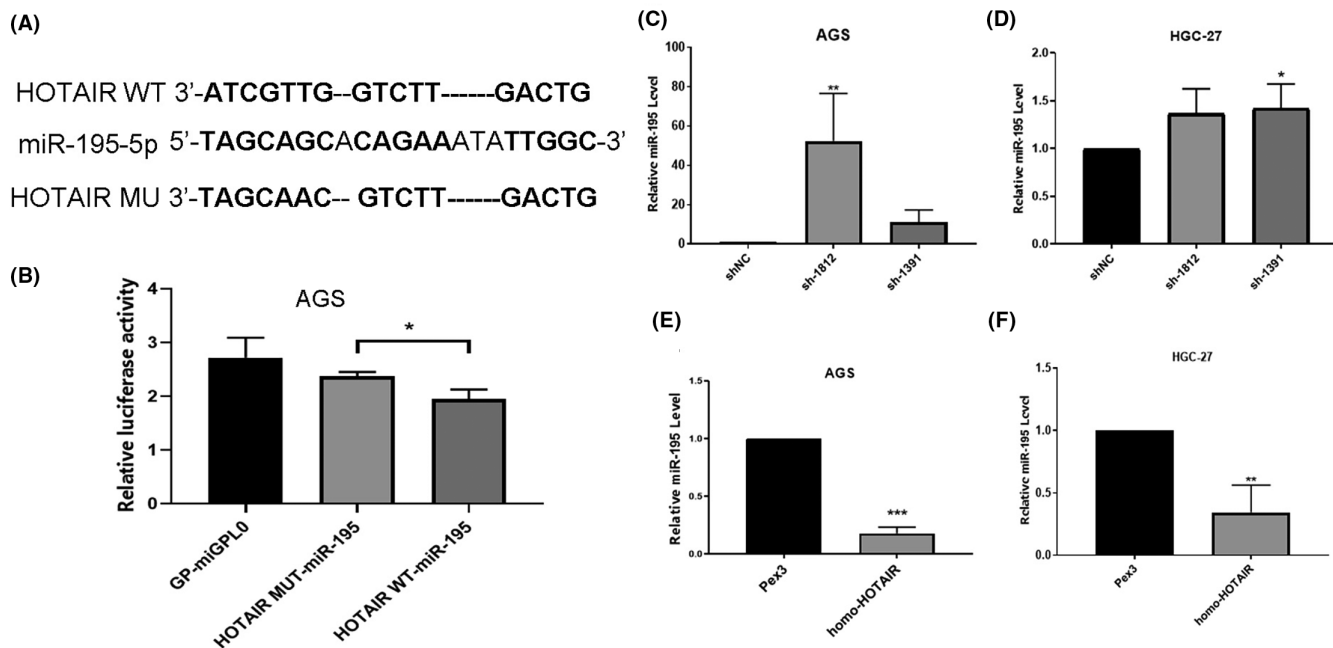 (A)
HOTAIR WT 3'-ATCGTTG--GTCTT------GACTG
miR-195-5p 5'-TAGCAGCACAGAAATATTGGC-3'
HOTAIR MU 3'-TAGCAAC-- GTCTT------GACTG
(B)
AGS
Relative luciferase activity
4
3
2
1
0
*
GP-miGPL0
HOTAIR MUT-miR-195
HOTAIR WT-miR-195
(C)
AGS
Relative miR-195 Level
100
80
60
40
20
0
**
shNC
sh-1812
sh-1391
(D)
HGC-27
Relative miR-195 Level
2.0
1.5
1.0
0.5
0.0
*
shNC
sh-1812
sh-1391
(E)
AGS
Relative miR-195 Level
1.5
1.0
0.5
0.0
***
Pex3
homo-HOTAIR
(F)
HGC-27
Relative miR-195 Level
1.5
1.0
0.5
0.0
**
Pex3
homo-HOTAIR